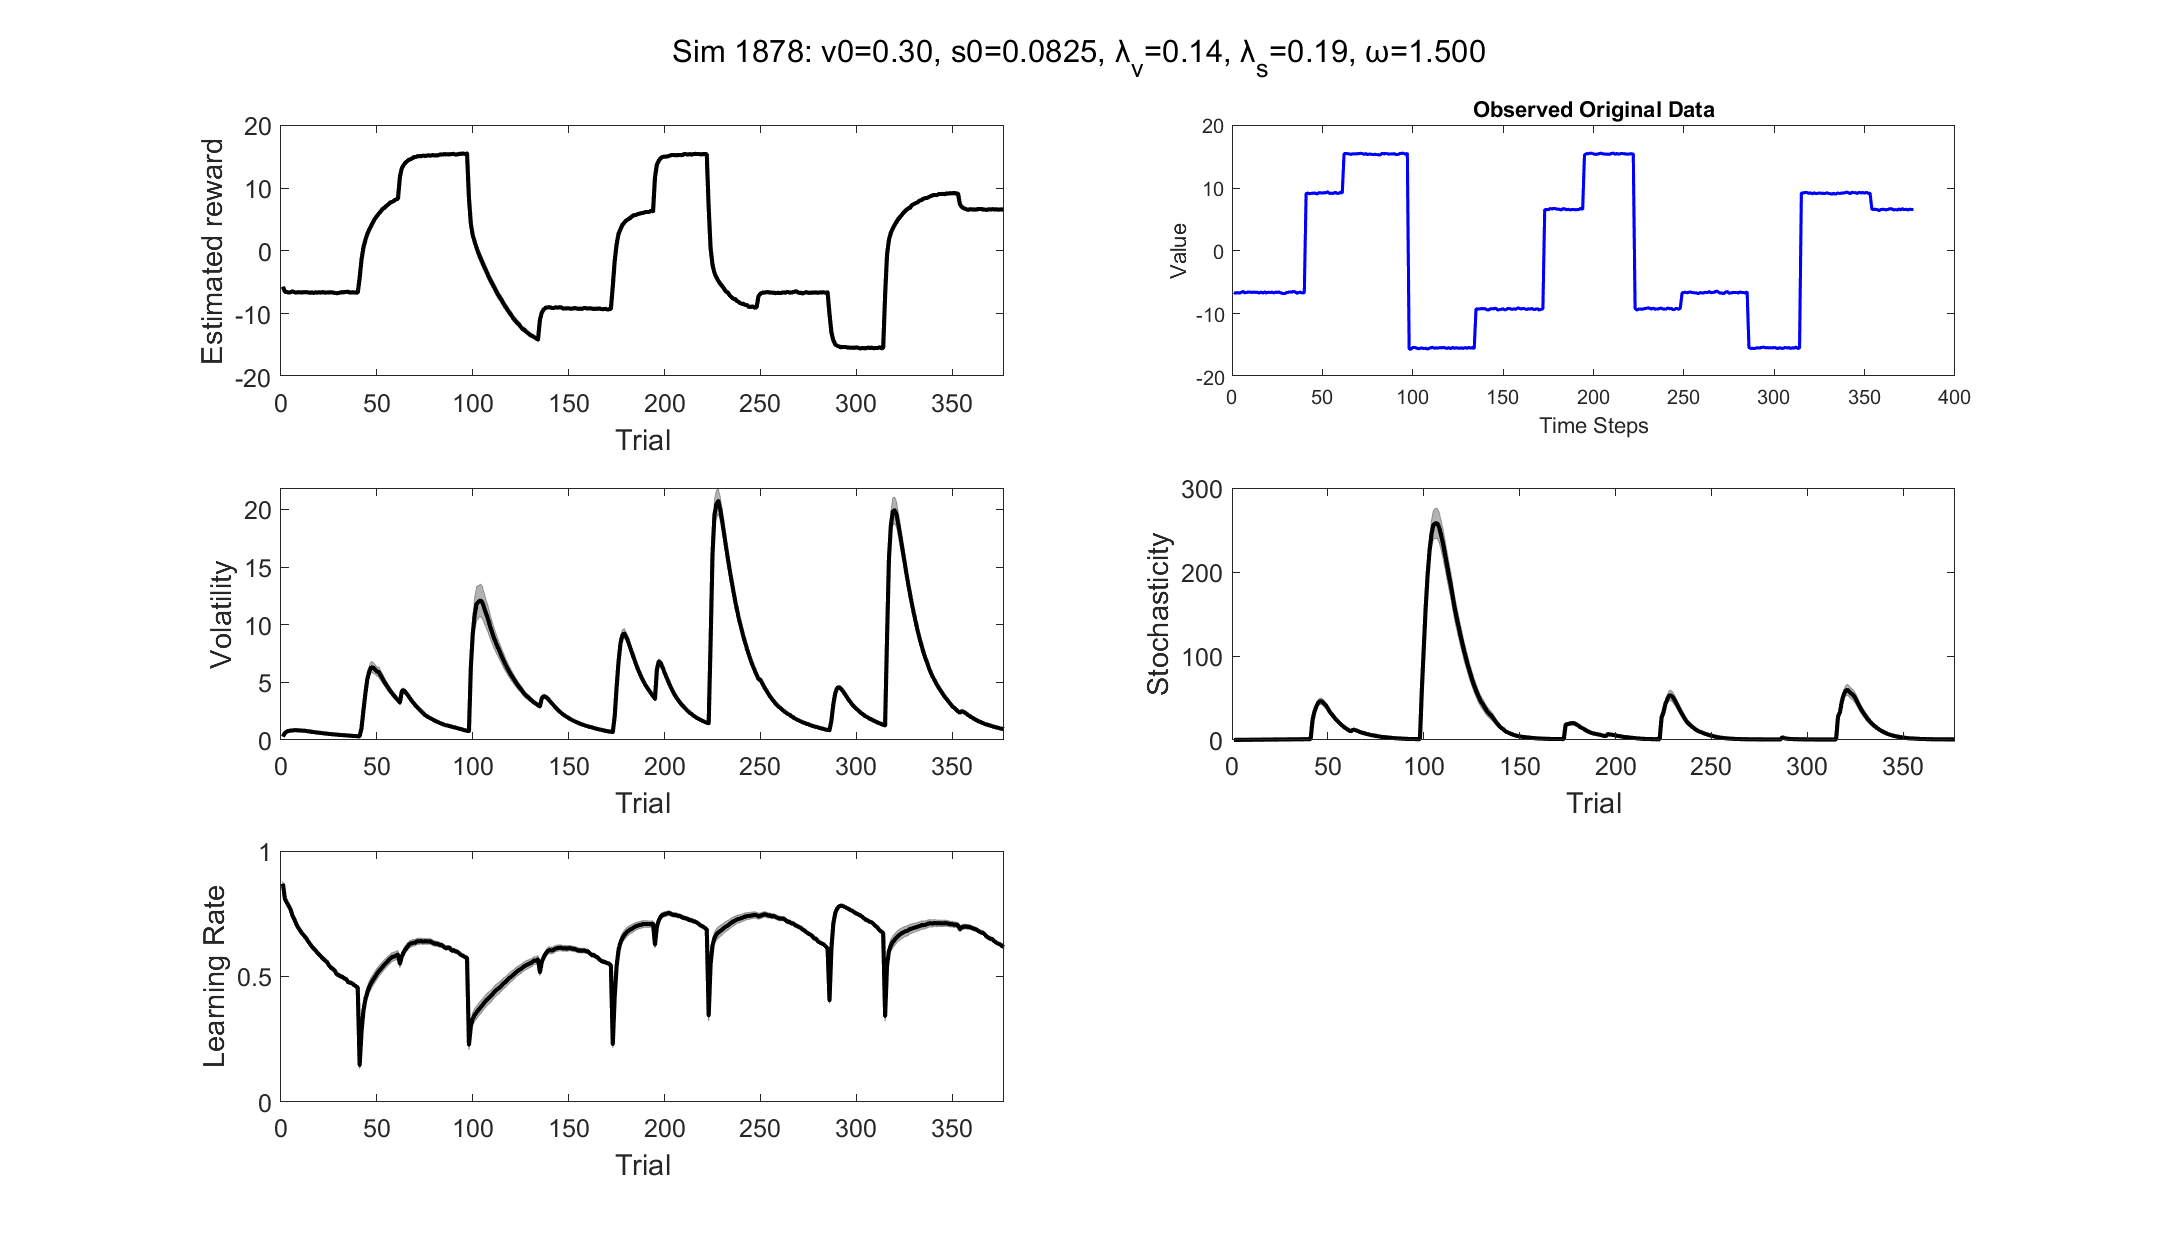 Sim 1878: v0=0.30, s0=0.0825, λ_v=0.14, λ_s=0.19, ω=1.500
Estimated reward
20
10
0
-10
-20
0 50 100 150 200 250 300 350
Trial
Observed Original Data
Value
20
10
0
-10
-20
0 50 100 150 200 250 300 350 400
Time Steps
Volatility
20
15
10
5
0
0 50 100 150 200 250 300 350
Trial
Stochasticity
300
200
100
0
0 50 100 150 200 250 300 350
Trial
Learning Rate
1
0.5
0
0 50 100 150 200 250 300 350
Trial